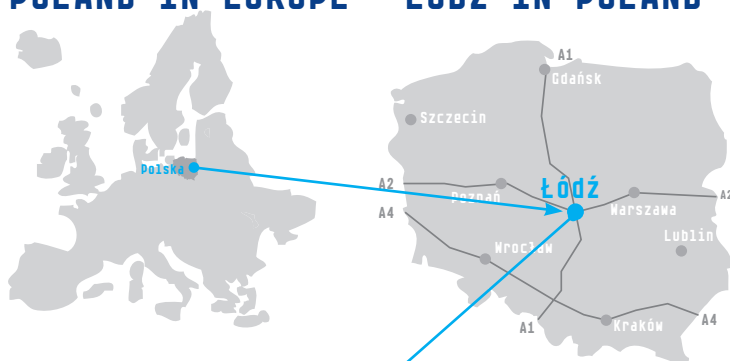 POLAND IN EUROPE
ŁÓDŹ IN POLAND
Polska
A1
Gdańsk
Szczecin
A2
Poznań
Łódź
Warszawa
A2
A4
Wrocław
Lublin
A1
Kraków
A4